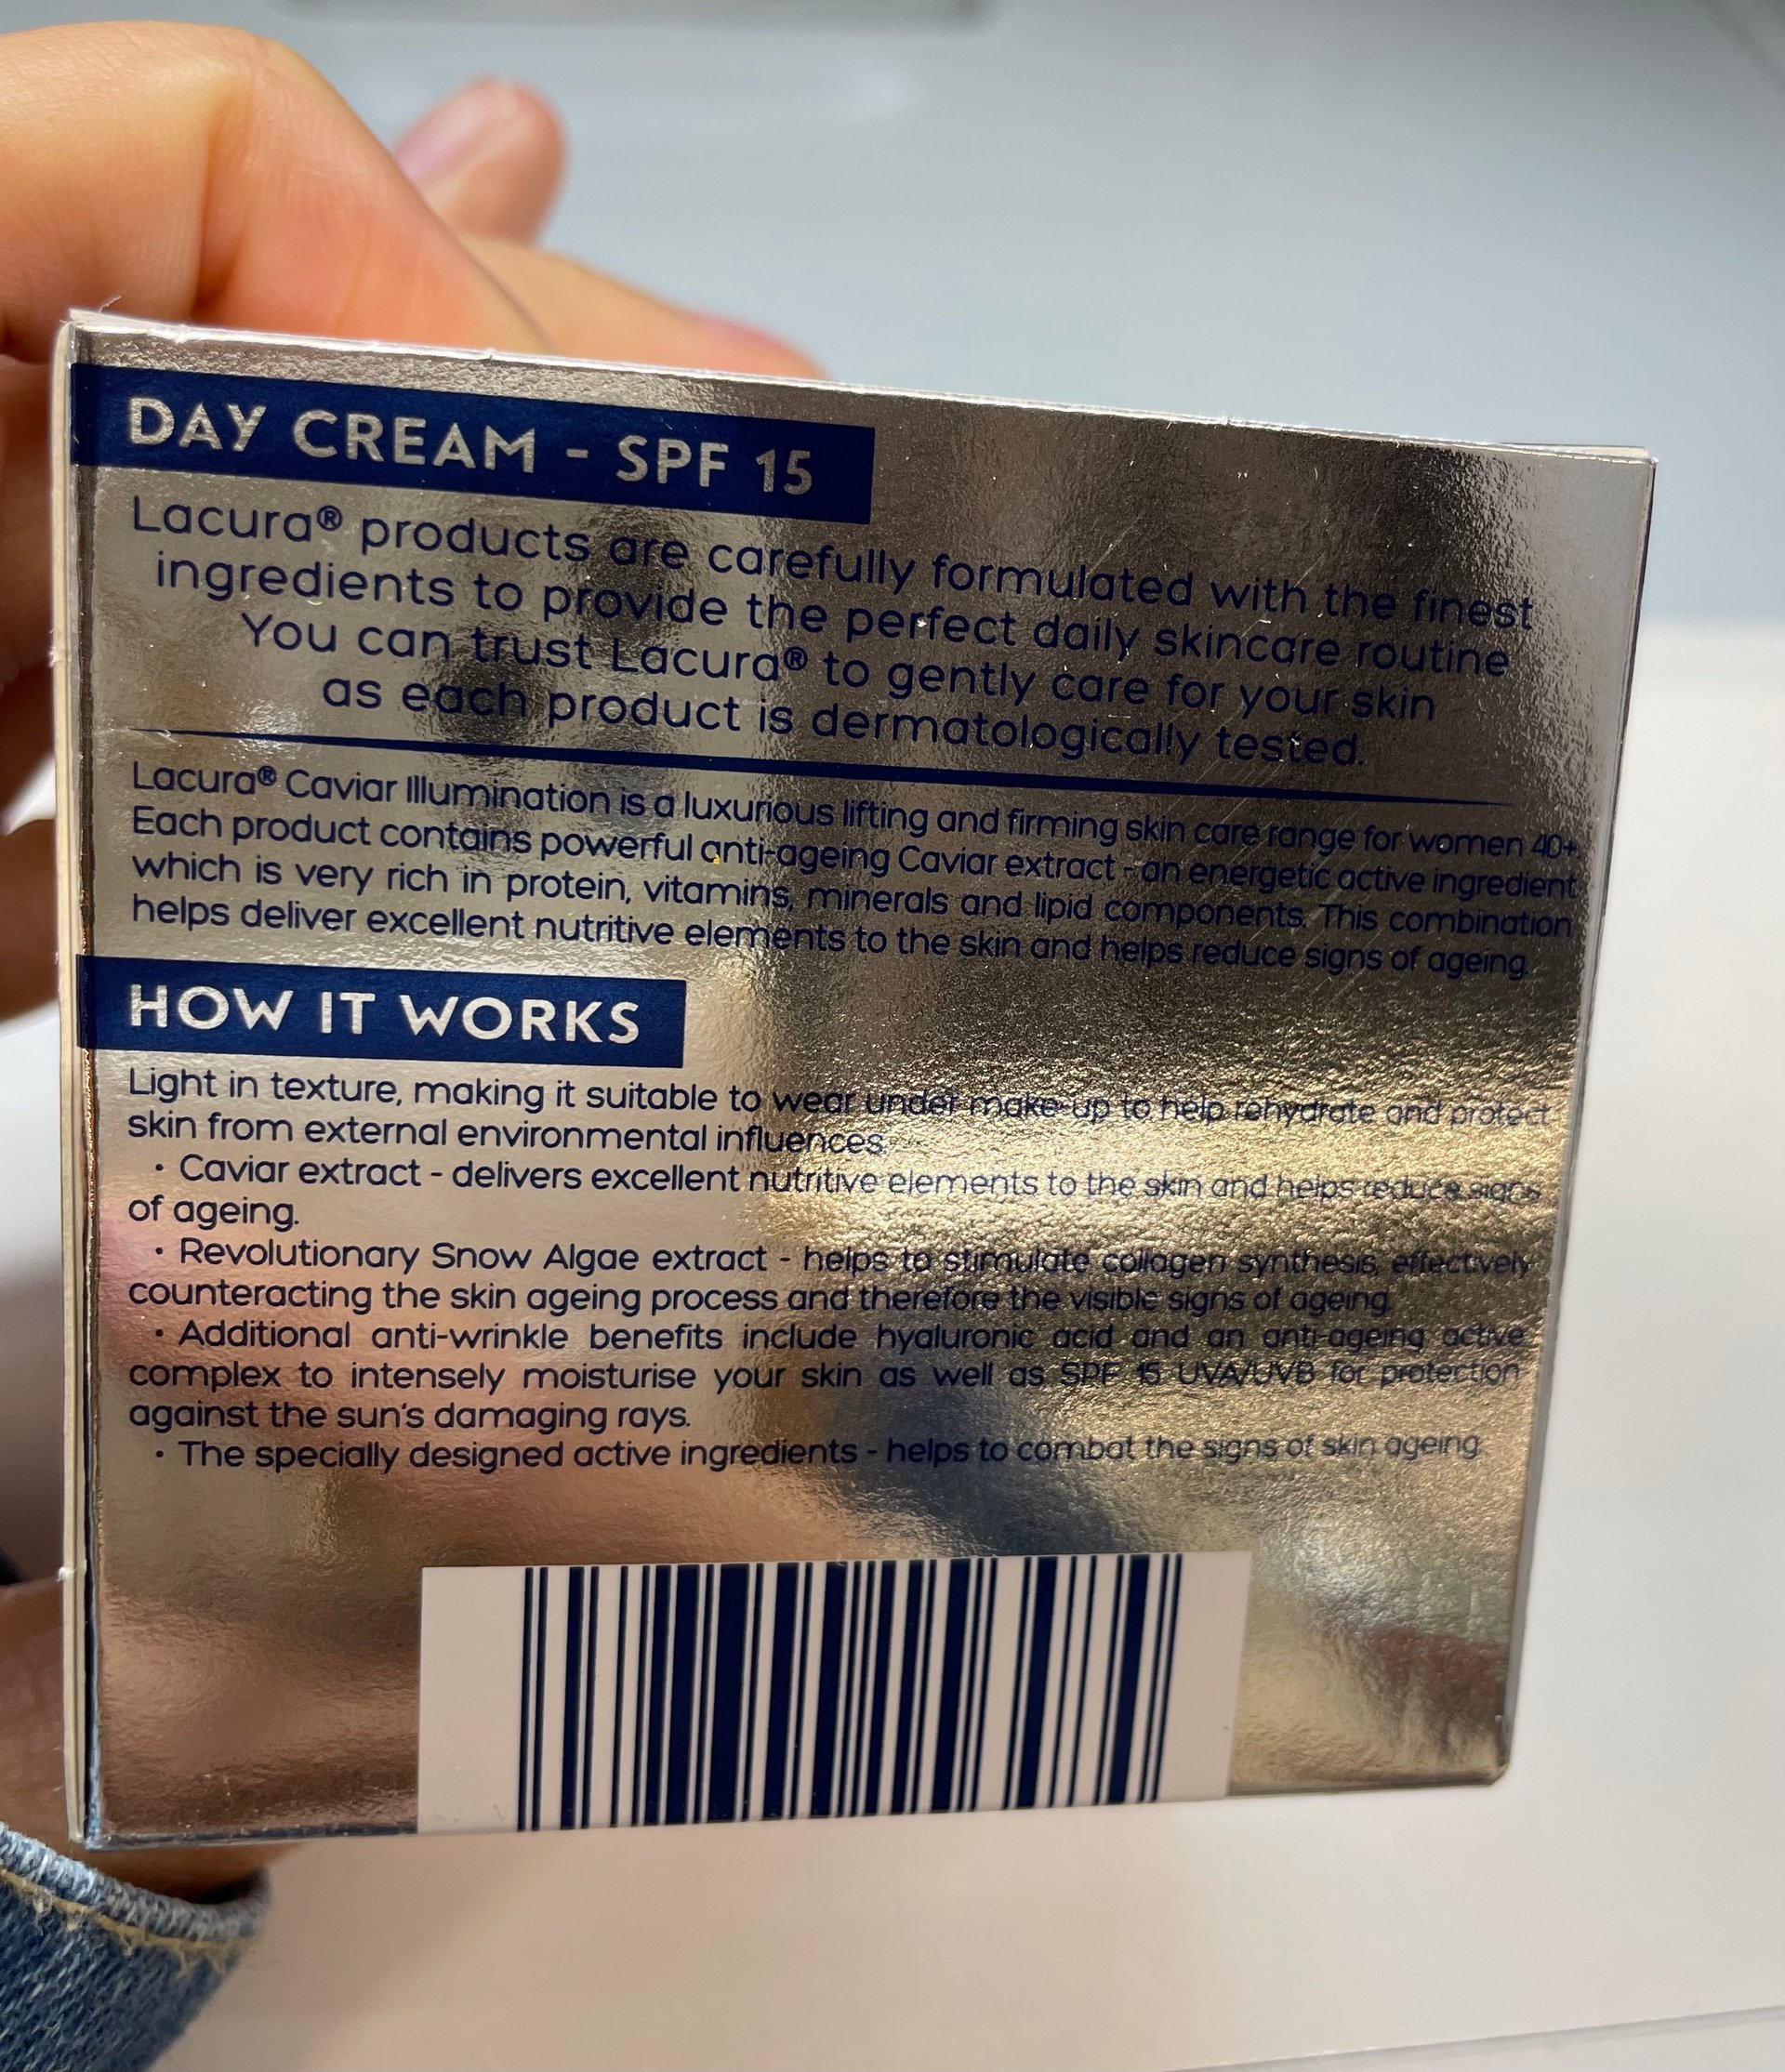 DAY CREAM - SPF 15
Lacura® products are carefully formulated with the finest
ingredients to provide the perfect daily skincare routine
You can trust Lacura® to gently care for your skin
as each product is dermatologically tested.
Lacura® Caviar Illumination is a luxurious lifting and firming skin care range for women 40+.
Each product contains powerful anti-ageing Caviar extract - an energetic active ingredient
which is very rich in protein, vitamins, minerals and lipid components. This combination
helps deliver excellent nutritive elements to the skin and helps reduce signs of ageing.
HOW IT WORKS
Light in texture, making it suitable to wear under make-up to help rehydrate and protect
skin from external environmental influences.
• Caviar extract - delivers excellent nutritive elements to the skin and helps reduce signs
of ageing.
• Revolutionary Snow Algae extract - helps to stimulate collagen synthesis, effectively
counteracting the skin ageing process and therefore the visible signs of ageing.
• Additional anti-wrinkle benefits include hyaluronic acid and an anti-ageing active
complex to intensely moisturise your skin as well as SPF 15 UVA/UVB for protection
against the sun's damaging rays.
• The specially designed active ingredients - helps to combat the signs of skin ageing.